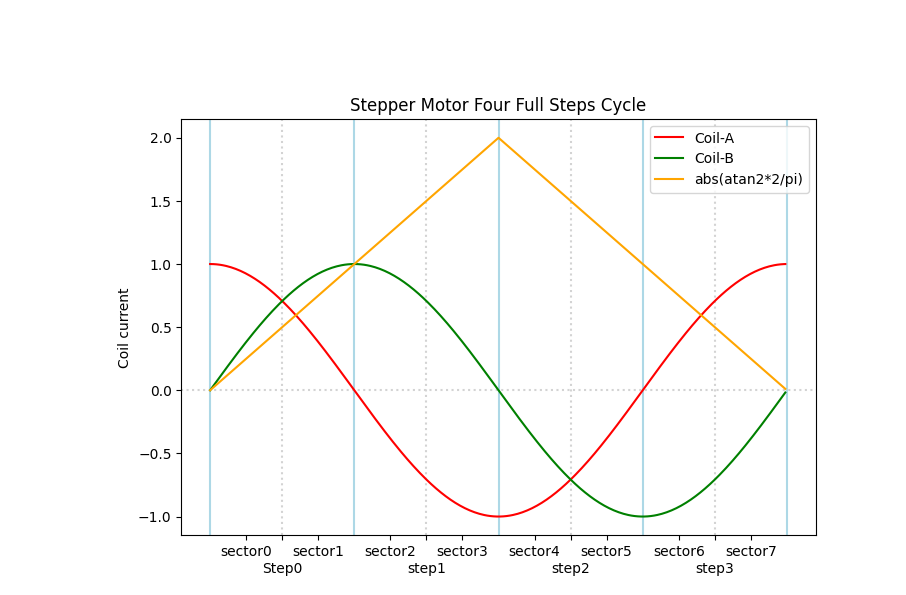 Stepper Motor Four Full Steps Cycle
Coil-A
Coil-B
abs(atan2*2/pi)
Coil current
2.0
1.5
1.0
0.5
0.0
−0.5
−1.0
sector0 sector1 sector2 sector3 sector4 sector5 sector6 sector7
Step0 step1 step2 step3